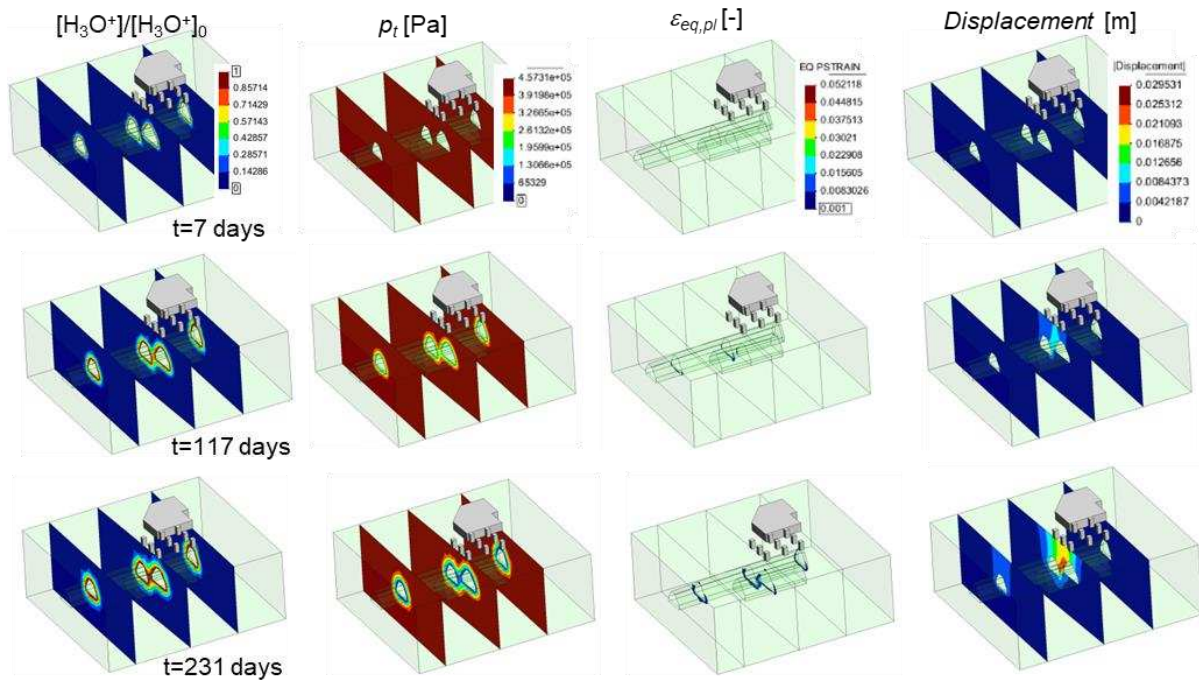 [H3O+]/[H3O+]0
pt [Pa]
εeq,pl [-]
Displacement [m]
1
0.85714
0.71429
0.57143
0.42857
0.28571
0.14286
0
4.5731e+05
3.9198e+05
3.2665e+05
2.6132e+05
1.9599e+05
1.3066e+05
65329
0
EQ PSTRAIN
0.052118
0.044815
0.037513
0.03021
0.022908
0.015605
0.0083026
0.001
|Displacement|
0.029531
0.025312
0.021093
0.016875
0.012656
0.0084373
0.0042187
0
t=7 days
t=117 days
t=231 days